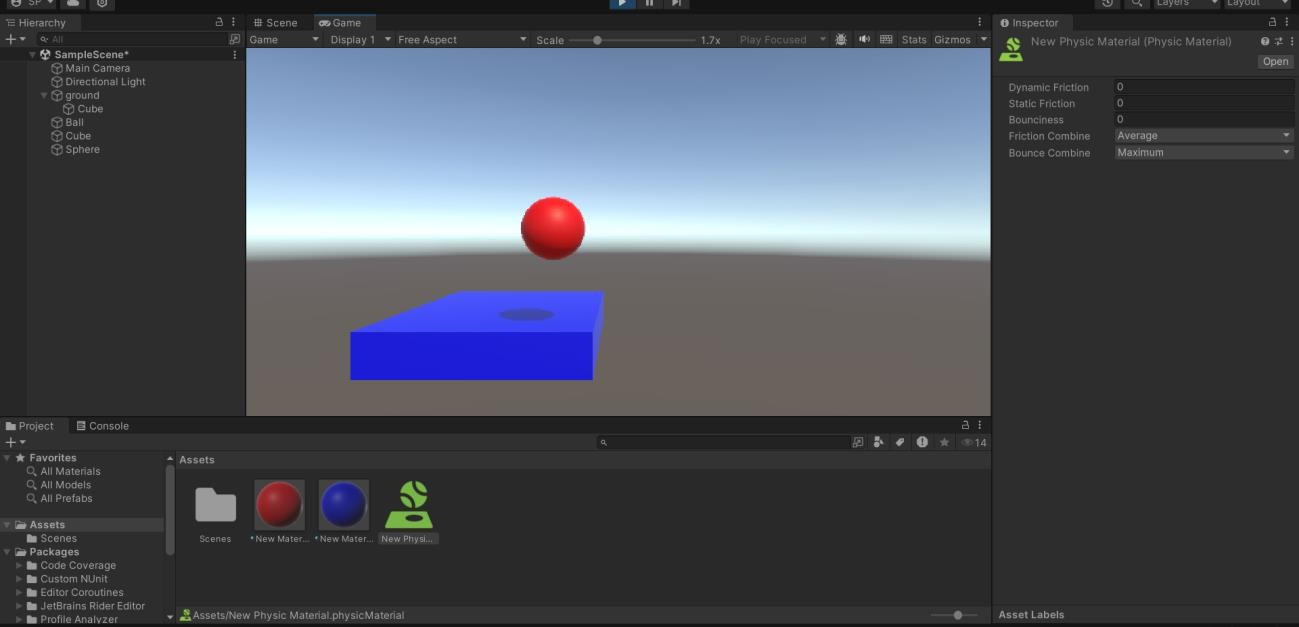 SP
Layers
Layout
Hierarchy
All
SampleScene*
Main Camera
Directional Light
ground
Cube
Ball
Cube
Sphere
Scene
Game
Game
Display 1
Free Aspect
Scale
1.7x
Play Focused
Stats
Gizmos
Inspector
New Physic Material (Physic Material)
Open
Dynamic Friction 0
Static Friction 0
Bounciness 0
Friction Combine Average
Bounce Combine Maximum
Project
Console
14
Favorites
All Materials
All Models
All Prefabs
Assets
Scenes
Packages
Code Coverage
Custom NUnit
Editor Coroutines
JetBrains Rider Editor
Profile Analyzer
Assets
Scenes
New Mater...
New Mater...
New Physi...
Assets/New Physic Material.physicMaterial
Asset Labels